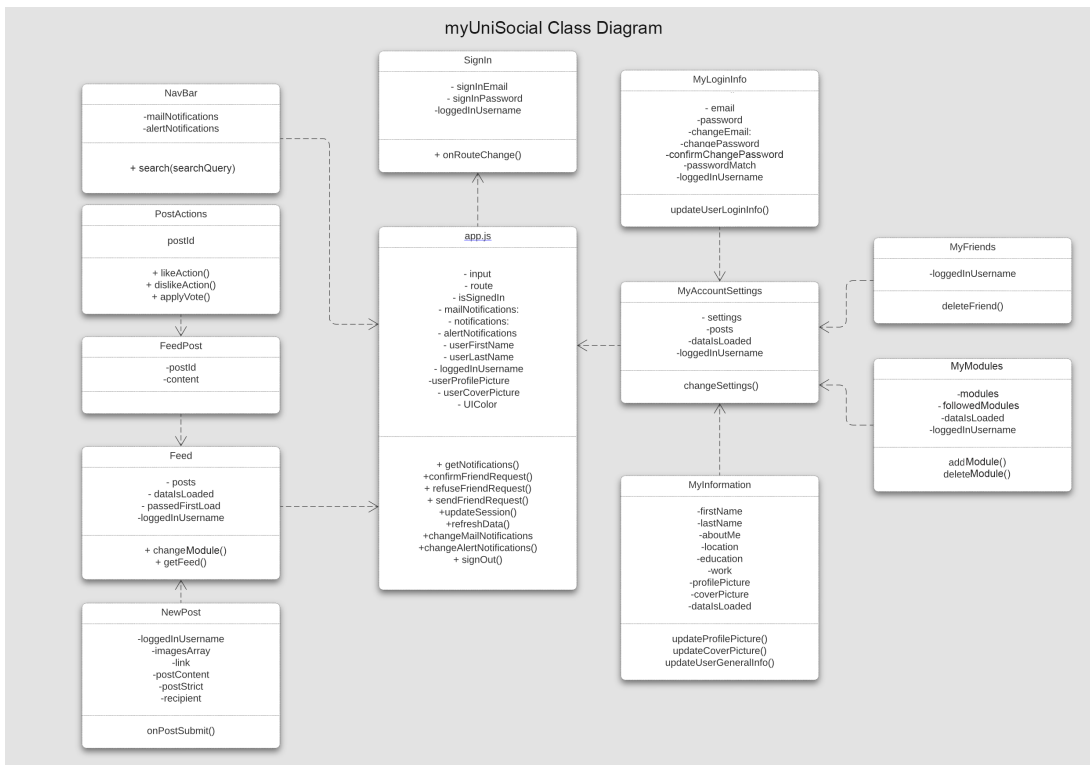 myUniSocial Class Diagram
NavBar
-mailNotifications
-alertNotifications
+ search(searchQuery)
PostActions
postId
+ likeAction()
+ dislikeAction()
+ applyVote()
FeedPost
-postId
-content
Feed
- posts
- dataIsLoaded
- passedFirstLoad
-loggedInUsername
+ changeModule()
+ getFeed()
NewPost
-loggedInUsername
-imagesArray
-link
-postContent
-postStrict
-recipient
onPostSubmit()
SignIn
- signInEmail
- signInPassword
-loggedInUsername
+ onRouteChange()
app.js
- input
- route
- isSignedIn
- mailNotifications:
- notifications:
- alertNotifications
- userFirstName
- userLastName
- loggedInUsername
-userProfilePicture
- userCoverPicture
- UIColor
+ getNotifications()
+confirmFriendRequest()
+ refuseFriendRequest()
+ sendFriendRequest()
+updateSession()
+refreshData()
+changeMailNotifications
+changeAlertNotifications()
+ signOut()
MyLoginInfo
- email
-password
-changeEmail:
-changePassword
-confirmChangePassword
-passwordMatch
-loggedInUsername
updateUserLoginInfo()
MyAccountSettings
- settings
-posts
-dataIsLoaded
-loggedInUsername
changeSettings()
MyInformation
-firstName
-lastName
-aboutMe
-location
-education
-work
-profilePicture
-coverPicture
-dataIsLoaded
updateProfilePicture()
updateCoverPicture()
updateUserGeneralInfo()
MyFriends
-loggedInUsername
deleteFriend()
MyModules
-modules
- followedModules
-dataIsLoaded
-loggedInUsername
addModule()
deleteModule()